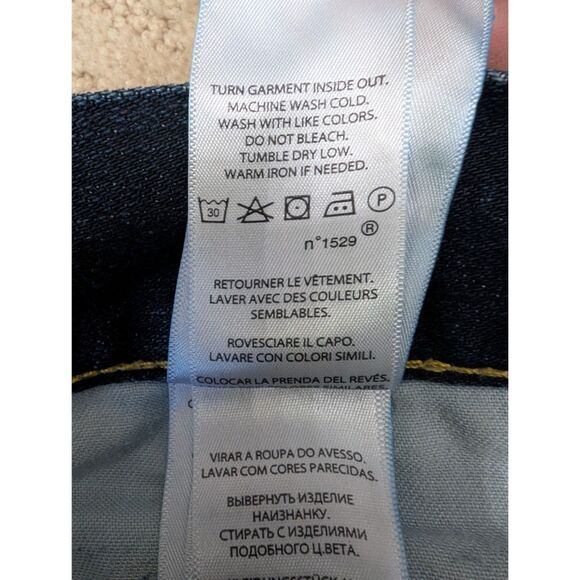 TURN GARMENT INSIDE OUT.
MACHINE WASH COLD.
WASH WITH LIKE COLORS.
DO NOT BLEACH.
TUMBLE DRY LOW.
WARM IRON IF NEEDED.
30 P
n°1529 ®
RETOURNER LE VÊTEMENT.
LAVER AVEC DES COULEURS
SEMBLABLES.
ROVESCIARE IL CAPO.
LAVARE CON COLORI SIMILI.
COLOCAR LA PRENDA DEL REVÉS.
VIRAR A ROUPA DO AVESSO.
LAVAR COM CORES PARECIDAS.
ВЫВЕРНУТЬ ИЗДЕЛИЕ
НАИЗНАНКУ.
СТИРАТЬ С ИЗДЕЛИЯМИ
ПОДОБНОГО Ц.ВЕТА.